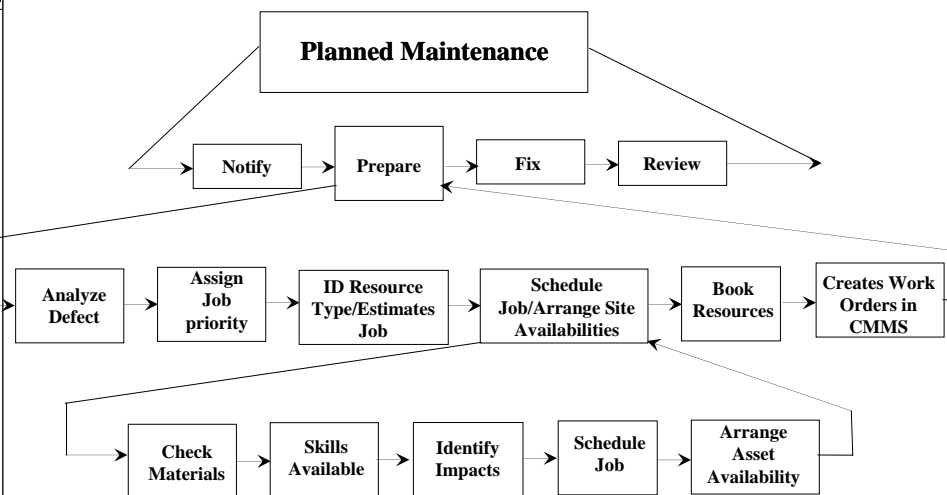 Planned Maintenance
Notify
Prepare
Fix
Review
Analyze
Defect
Assign
Job
priority
ID Resource
Type/Estimates
Job
Schedule
Job/Arrange Site
Availabilities
Book
Resources
Creates Work
Orders in
CMMS
Check
Materials
Skills
Available
Identify
Impacts
Schedule
Job
Arrange
Asset
Availability